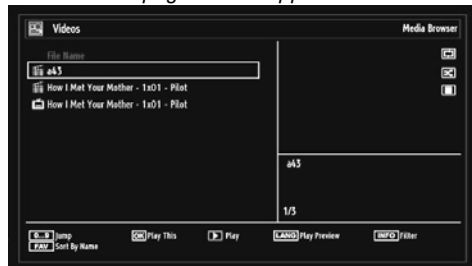 Videos
Media Browser
File Name
a43
How I Met Your Mother - 1x01 - Pilot
How I Met Your Mother - 1x01 - Pilot
a43
1/3
0...9 Jump
OK Play This
Play
LANG Play Preview
INFO Filter
FAV Sort By Name